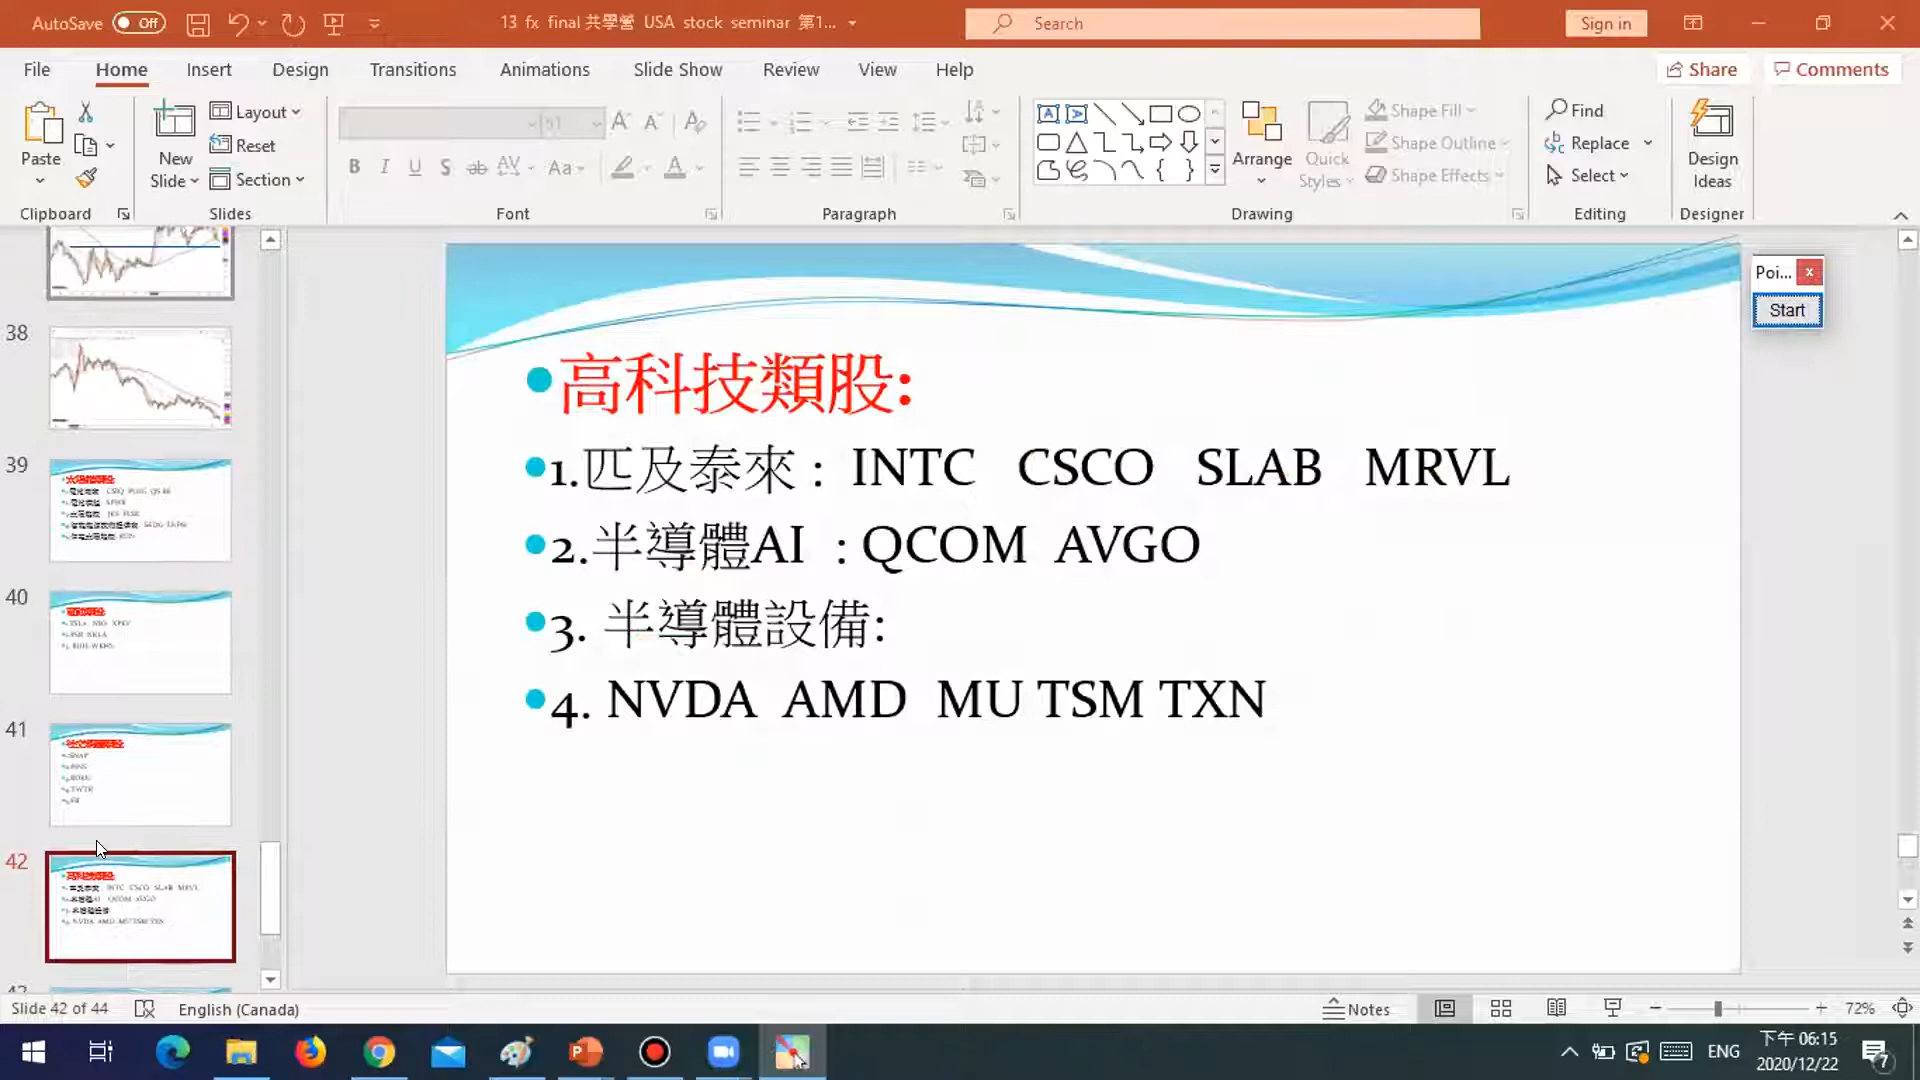 AutoSave Off 13 fx final 共學營 USA stock seminar 第1... Search Sign in
File Home Insert Design Transitions Animations Slide Show Review View Help Share Comments
Paste New Slide Layout Reset Section 51 Arrange Quick Styles Shape Fill Shape Outline Shape Effects Find Replace Select Design Ideas
Clipboard Slides Font Paragraph Drawing Editing Designer
Poi...
Start
高科技類股:
1.匹及泰來 : INTC CSCO SLAB MRVL
2.半導體AI : QCOM AVGO
3. 半導體設備:
4. NVDA AMD MU TSM TXN
38
39
40
41
42
Slide 42 of 44 English (Canada) Notes 72%
ENG 下午 06:15
2020/12/22
7